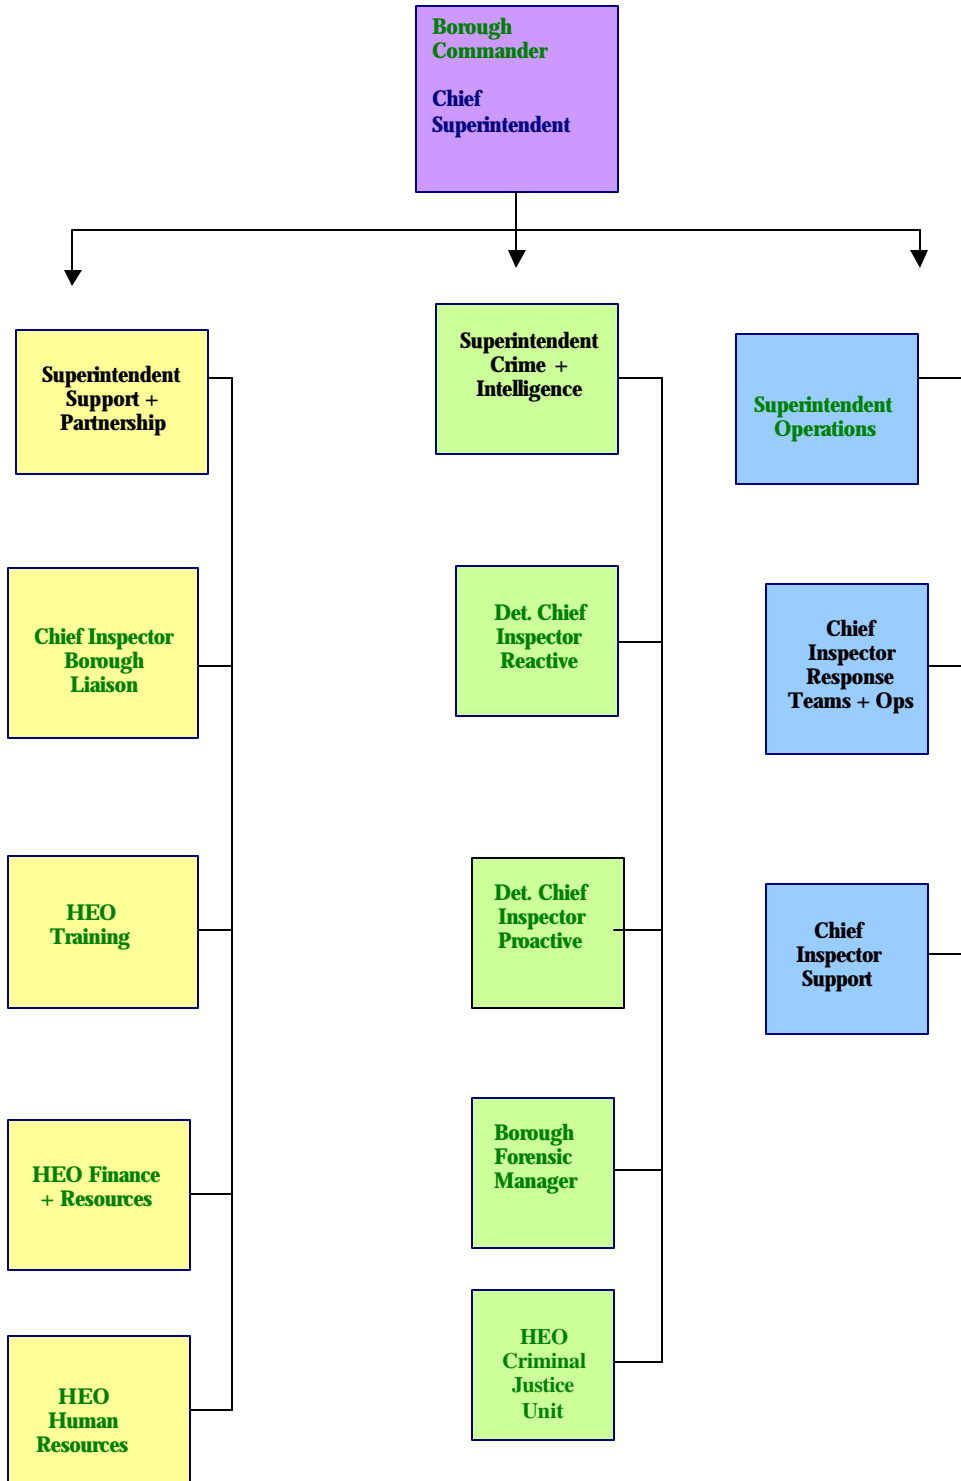 Borough
Commander
Chief
Superintendent
Superintendent
Support +
Partnership
Superintendent
Crime +
Intelligence
Superintendent
Operations
Chief Inspector
Borough
Liaison
Det. Chief
Inspector
Reactive
Chief
Inspector
Response
Teams + Ops
HEO
Training
Det. Chief
Inspector
Proactive
Chief
Inspector
Support
HEO Finance
+ Resources
Borough
Forensic
Manager
HEO
Human
Resources
HEO
Criminal
Justice
Unit